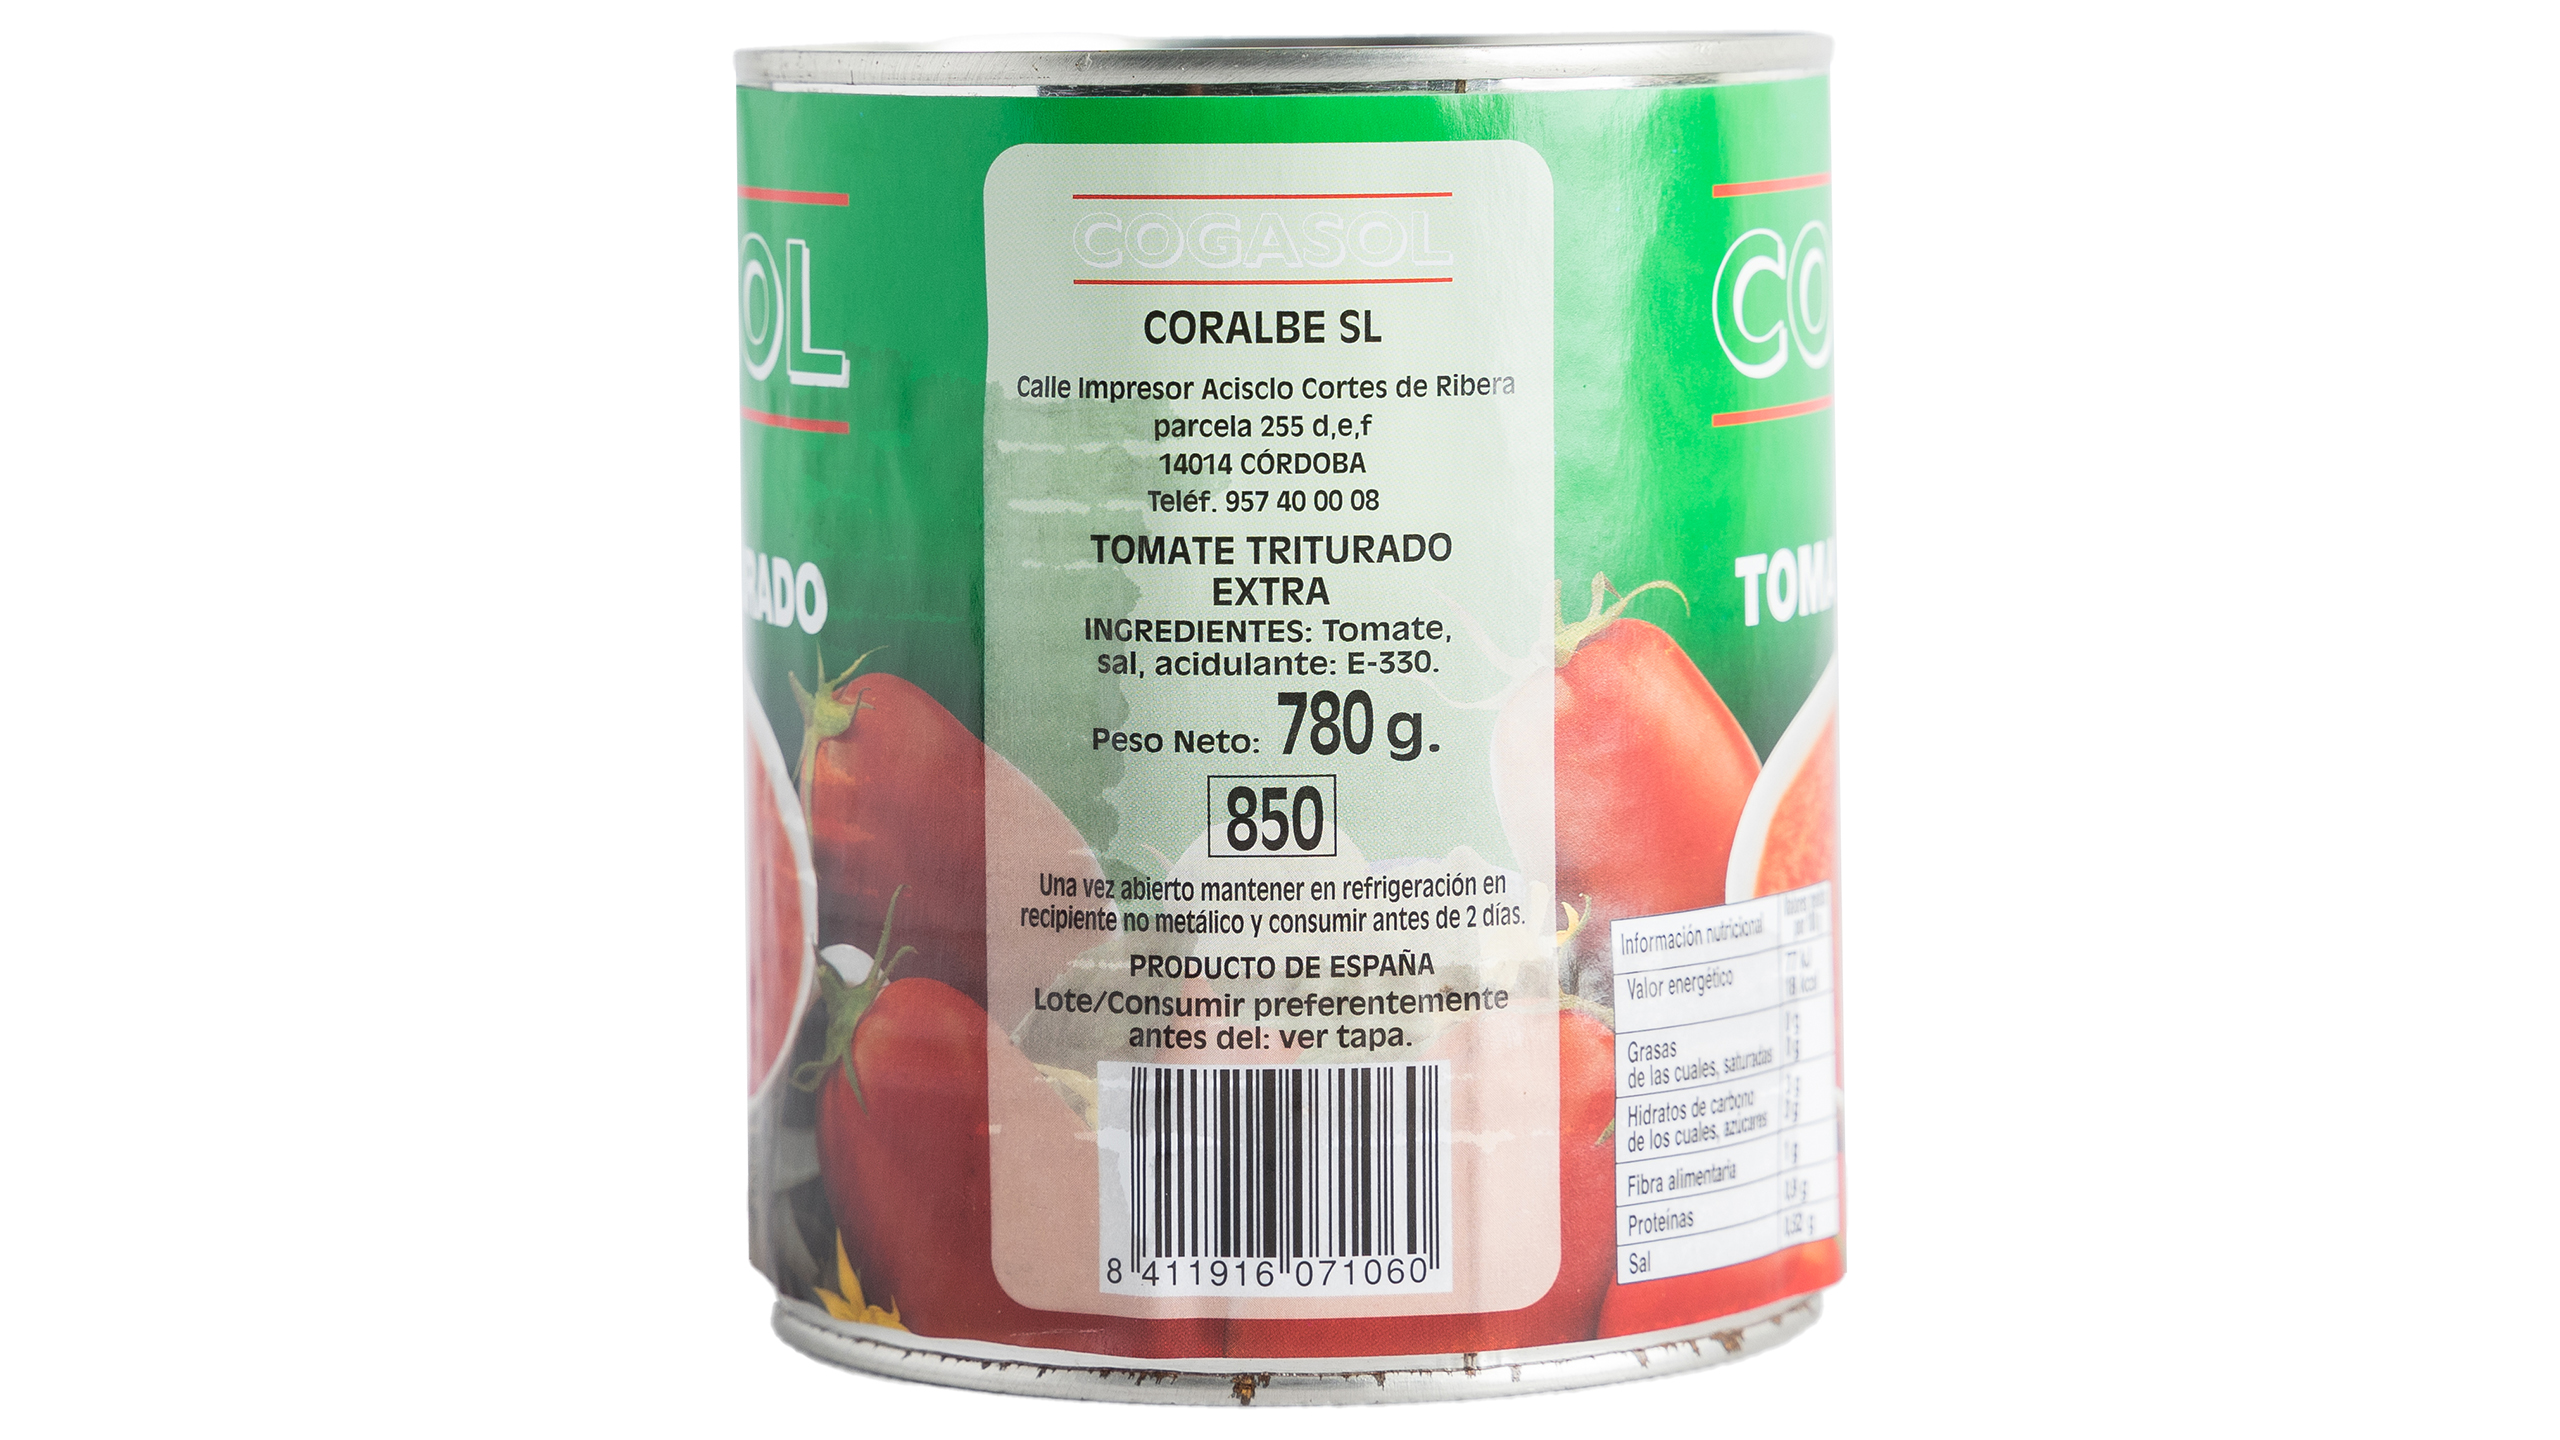 OL
RADO
COGASOL
CORALBE SL
Calle Impresor Acisclo Cortes de Ribera
parcela 255 d,e,f
14014 CÓRDOBA
Teléf. 957 40 00 08
TOMATE TRITURADO
EXTRA
INGREDIENTES: Tomate,
sal, acidulante: E-330.
Peso Neto: 780 g.
850
Una vez abierto mantener en refrigeración en
recipiente no metálico y consumir antes de 2 días.
PRODUCTO DE ESPAÑA
Lote/Consumir preferentemente
antes del: ver tapa.
8 411916 071060
CO
TOMA
Información nutricional
Valor energético
Grasas
de las cuales, saturadas
Hidratos de carbono
de los cuales, azúcares
Fibra alimentaria
Proteínas
Sal